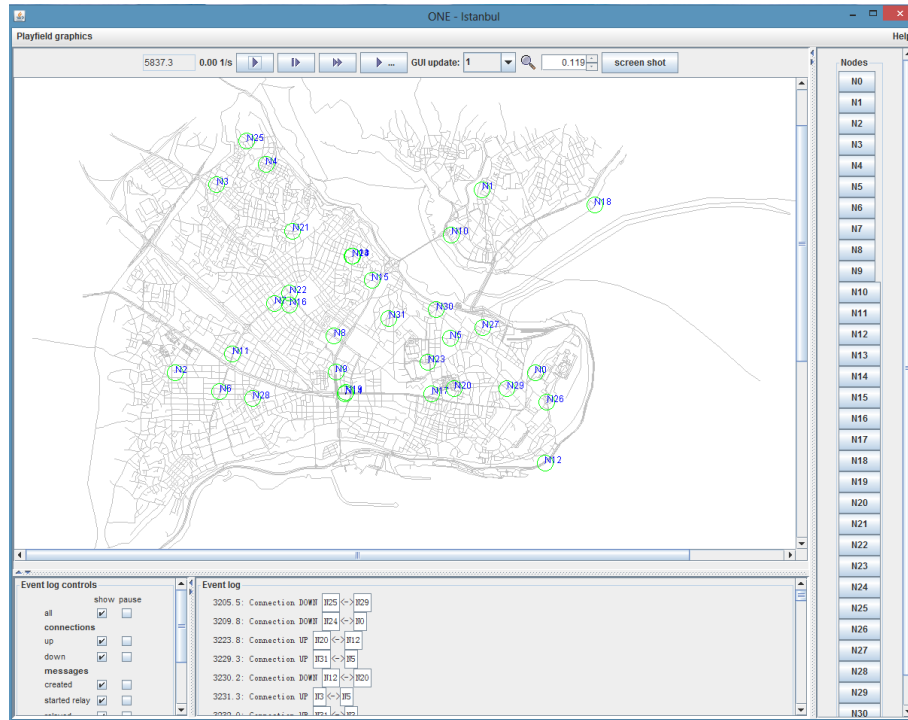 ONE - Istanbul
Playfield graphics
Help
5837.3 0.00 1/s ... GUI update: 1 0.119 screen shot
N25
N4
N3
N1
N18
N21
N10
N15
N22
N7 N16
N30
N31
N27
N8
N5
N11
N23
N2
N9
N0
N6
N20
N29
N28
N17
N26
N12
Nodes
N0
N1
N2
N3
N4
N5
N6
N7
N8
N9
N10
N11
N12
N13
N14
N15
N16
N17
N18
N19
N20
N21
N22
N23
N24
N25
N26
N27
N28
N29
N30
Event log controls
show pause
all
connections
up
down
messages
created
started relay
relayed
Event log
3205.5: Connection DOWN N25<->N29
3209.8: Connection DOWN N24<->N0
3223.8: Connection UP N20<->N12
3229.3: Connection UP N31<->N5
3230.2: Connection DOWN N12<->N20
3231.3: Connection UP N3<->N5